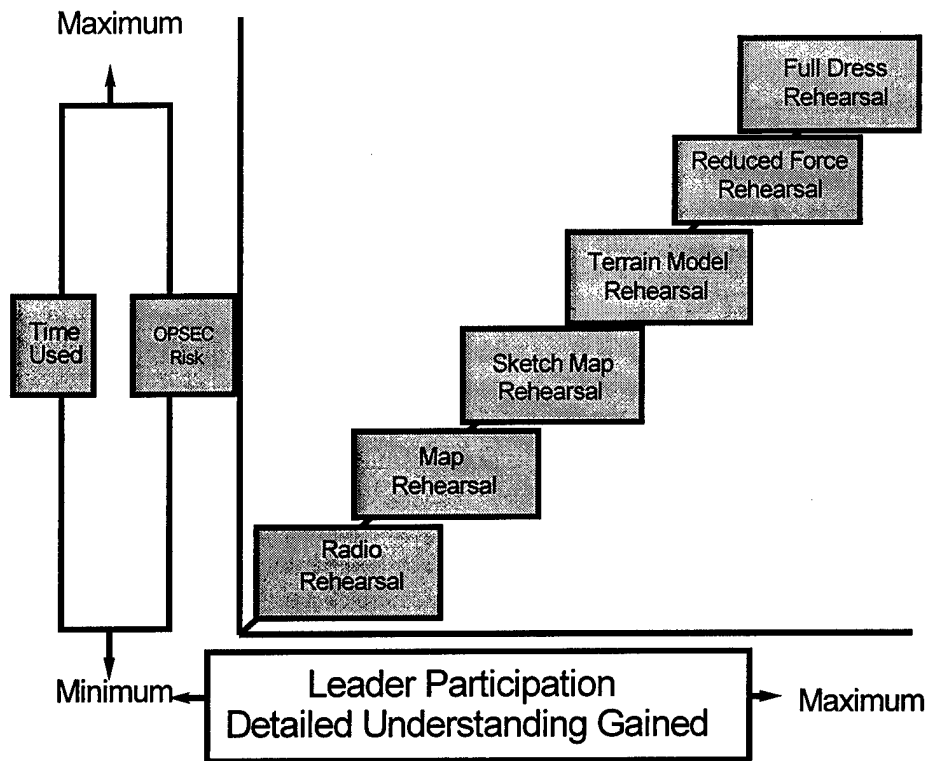 Maximum
Full Dress
Rehearsal
Reduced Force
Rehearsal
Terrain Model
Rehearsal
Time
Used
OPSEC
Risk
Sketch Map
Rehearsal
Map
Rehearsal
Radio
Rehearsal
Minimum
Leader Participation
Detailed Understanding Gained
Maximum